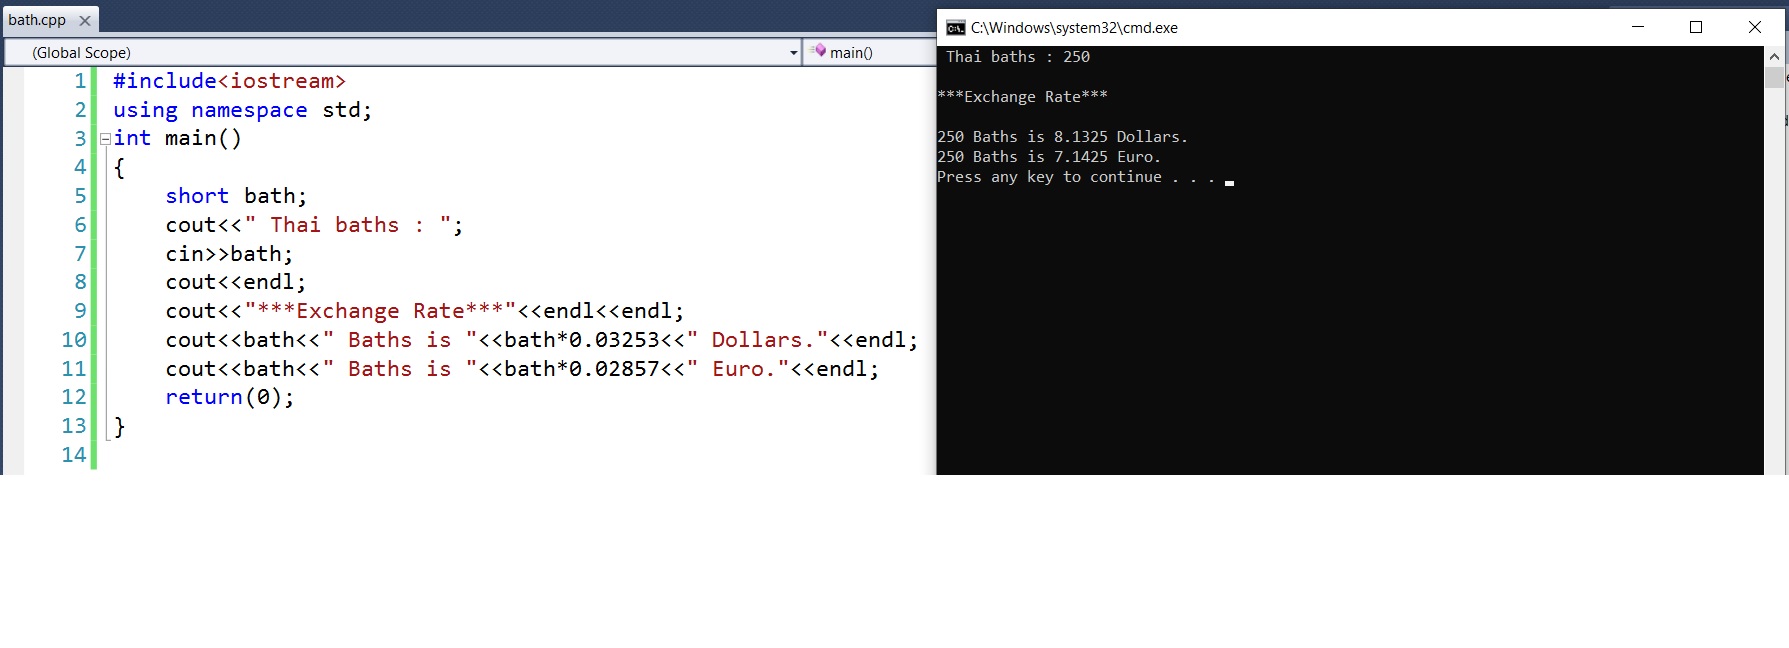 bath.cpp
(Global Scope)
main()
1 #include<iostream>
2 using namespace std;
3 int main()
4 {
5 short bath;
6 cout<<" Thai baths : ";
7 cin>>bath;
8 cout<<endl;
9 cout<<"***Exchange Rate***"<<endl<<endl;
10 cout<<bath<<" Baths is "<<bath*0.03253<<" Dollars."<<endl;
11 cout<<bath<<" Baths is "<<bath*0.02857<<" Euro."<<endl;
12 return(0);
13 }
14
C:\Windows\system32\cmd.exe
Thai baths : 250
***Exchange Rate***
250 Baths is 8.1325 Dollars.
250 Baths is 7.1425 Euro.
Press any key to continue . . .